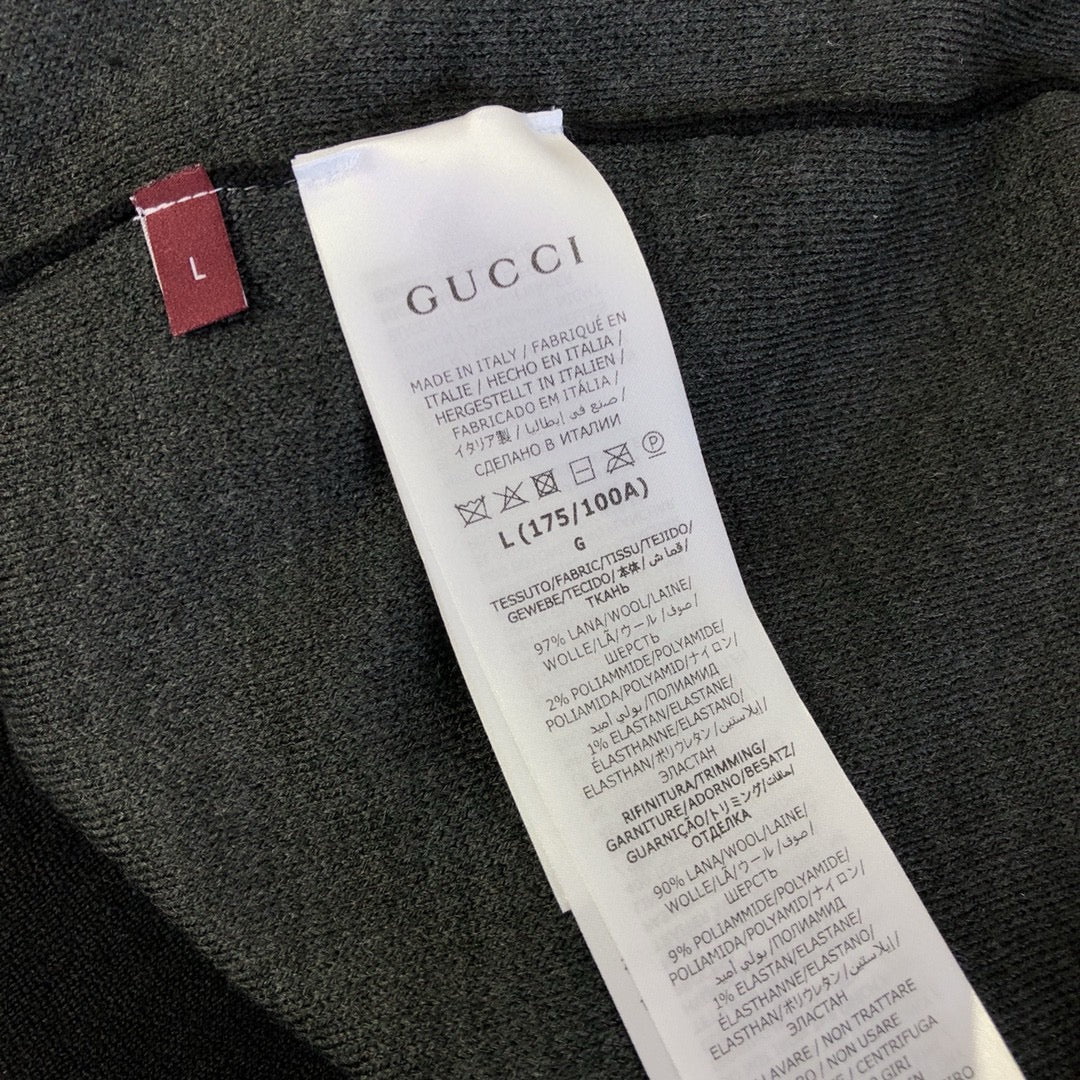 L
GUCCI
MADE IN ITALY / FABRIQUÉ EN
ITALIE / HECHO EN ITALIA /
HERGESTELLT IN ITALIEN /
FABRICADO EM ITÁLIA /
イタリア製 / صنع في إيطاليا /
СДЕЛАНО В ИТАЛИИ
P
L (175/100A)
G
TESSUTO/FABRIC/TISSU/TEJIDO/
GEWEBE/TECIDO/本体/قماش/
ТКАНЬ
97% LANA/WOOL/LAINE/
WOLLE/LÃ/ウール/صوف/
ШЕРСТЬ
2% POLIAMMIDE/POLYAMIDE/
POLIAMIDA/POLYAMID/ナイロン/
بولي أميد/ПОЛИАМИД
1% ELASTAN/ELASTANE/
ÉLASTHANNE/ELASTANO/
ELASTHAN/ポリウレタン/إيلاستين/
ЭЛАСТАН
RIFINITURA/TRIMMING/
GARNITURE/ADORNO/BESATZ/
GUARNIÇÃO/トリミング/إضافات/
ОТДЕЛКА
90% LANA/WOOL/LAINE/
WOLLE/LÃ/ウール/صوف/
ШЕРСТЬ
9% POLIAMMIDE/POLYAMIDE/
POLIAMIDA/POLYAMID/ナイロン/
بولي أميد/ПОЛИАМИД
1% ELASTAN/ELASTANE/
ÉLASTHANNE/ELASTANO/
ELASTHAN/ポリウレタン/إيلاستين/
ЭЛАСТАН
LAVARE / NON TRATTARE
/ NON USARE
/ CENTRIFUGA
GIRI